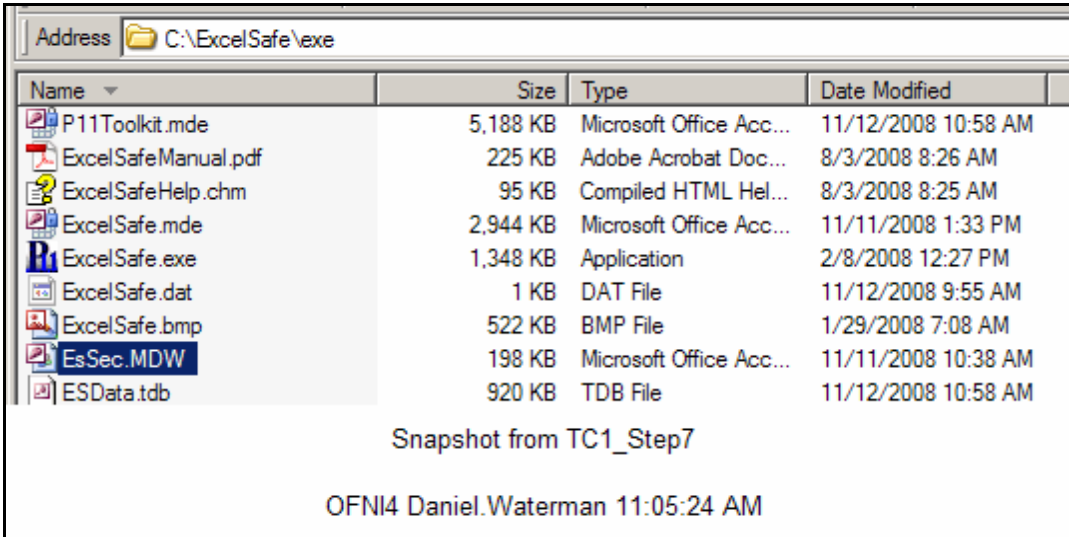 Address C:\ExcelSafe\exe
Name Size Type Date Modified
P11Toolkit.mde 5,188 KB Microsoft Office Acc... 11/12/2008 10:58 AM
ExcelSafeManual.pdf 225 KB Adobe Acrobat Doc... 8/3/2008 8:26 AM
ExcelSafeHelp.chm 95 KB Compiled HTML Hel... 8/3/2008 8:25 AM
ExcelSafe.mde 2,944 KB Microsoft Office Acc... 11/11/2008 1:33 PM
ExcelSafe.exe 1,348 KB Application 2/8/2008 12:27 PM
ExcelSafe.dat 1 KB DAT File 11/12/2008 9:55 AM
ExcelSafe.bmp 522 KB BMP File 1/29/2008 7:08 AM
EsSec.MDW 198 KB Microsoft Office Acc... 11/11/2008 10:38 AM
ESData.tdb 920 KB TDB File 11/12/2008 10:58 AM
Snapshot from TC1_Step7
OFNI4 Daniel.Waterman 11:05:24 AM